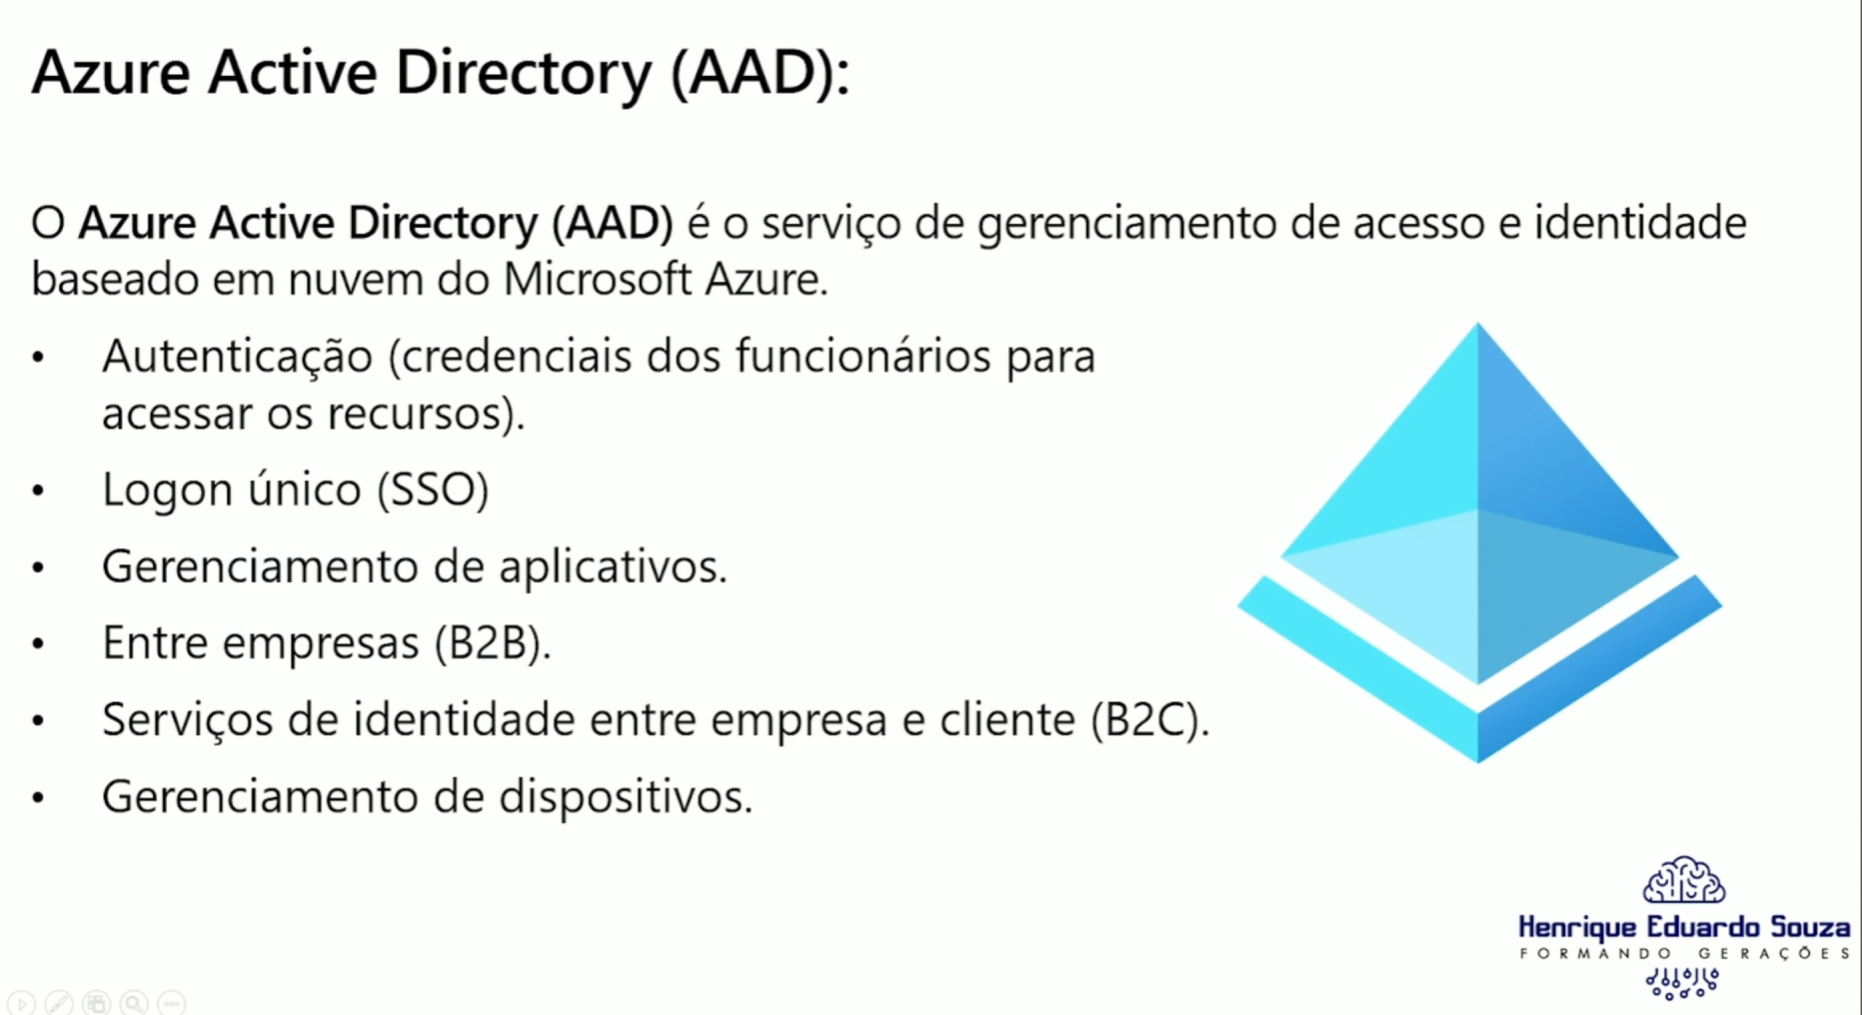 Azure Active Directory (AAD):
O Azure Active Directory (AAD) é o serviço de gerenciamento de acesso e identidade
baseado em nuvem do Microsoft Azure.
• Autenticação (credenciais dos funcionários para
acessar os recursos).
• Logon único (SSO)
• Gerenciamento de aplicativos.
• Entre empresas (B2B).
• Serviços de identidade entre empresa e cliente (B2C).
• Gerenciamento de dispositivos.
Henrique Eduardo Souza
FORMANDO GERAÇÕES